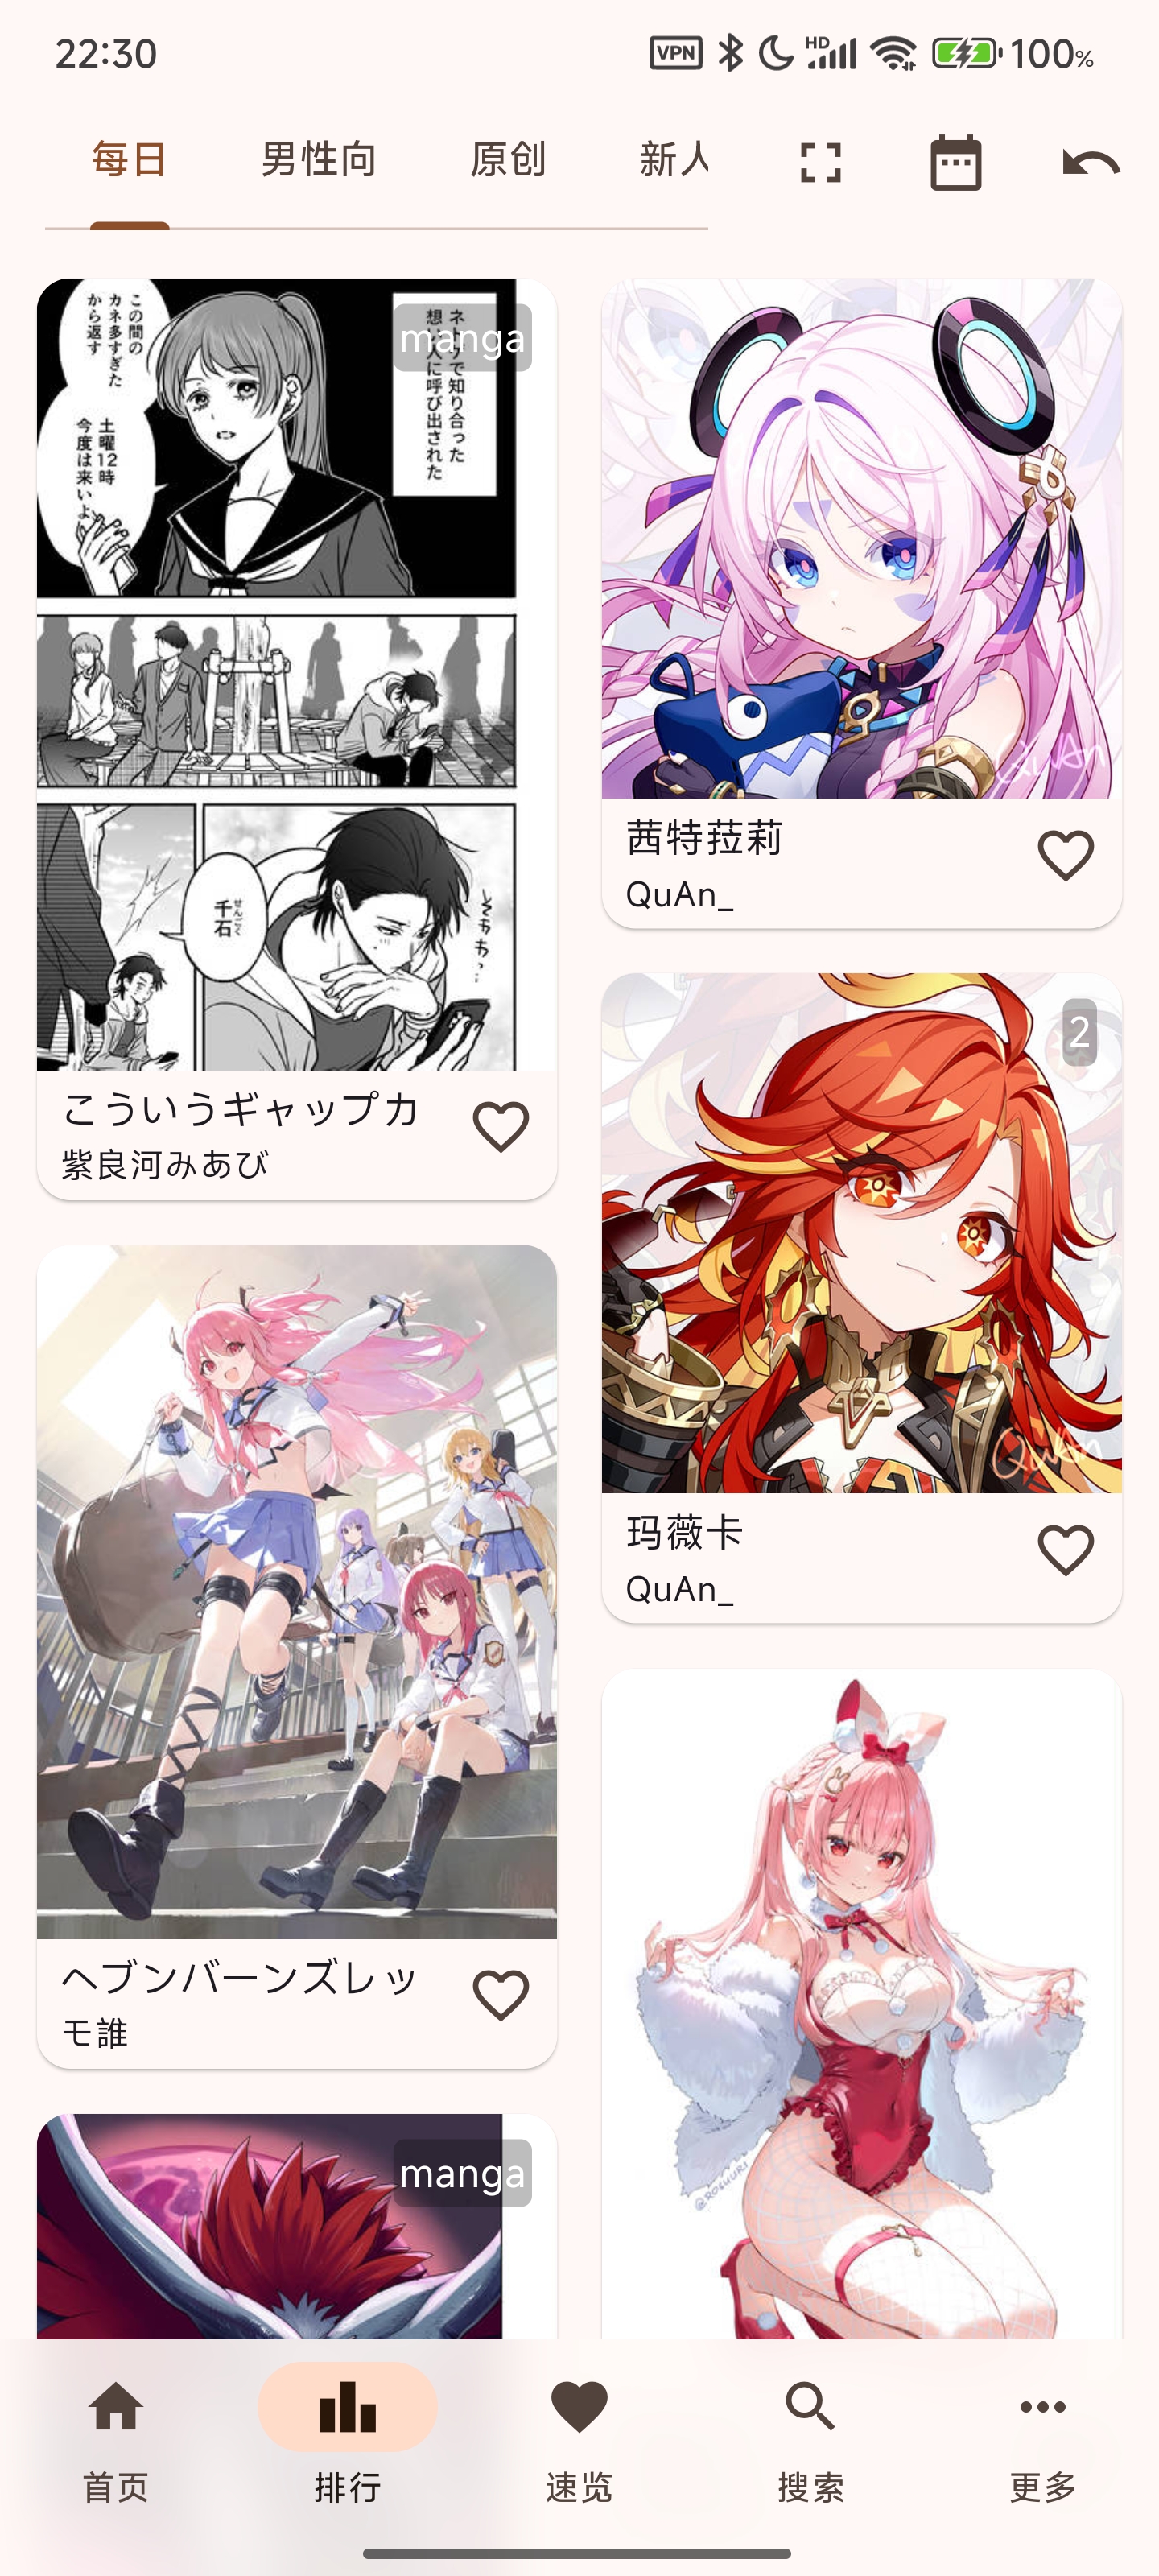 22:30
VPN
HD
100%
每日
男性向
原创
新人
この間の
カネ多すぎた
から返す
土曜12時
今度は来いよ
で知り合った
想
人に呼び出された
manga
千石
せんごく
こういうギャップカ
紫良河みあび
QuAn
茜特菈莉
QuAn_
2
QuAn
玛薇卡
QuAn_
ヘブンバーンズレッ
モ誰
@ROSUURI
manga
首页
排行
速览
搜索
更多